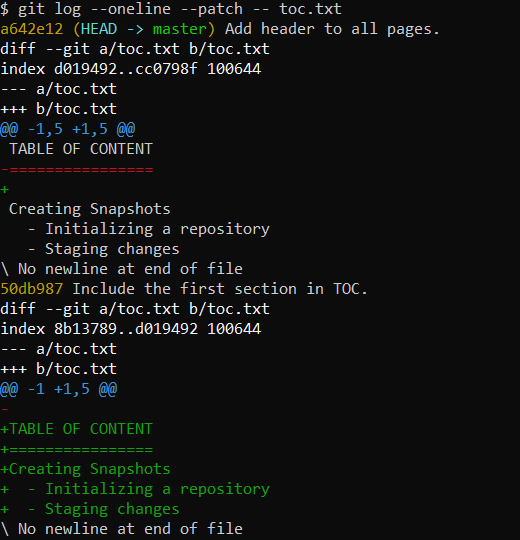 $ git log --oneline --patch -- toc.txt
a642e12 (HEAD -> master) Add header to all pages.
diff --git a/toc.txt b/toc.txt
index d019492..cc0798f 100644
--- a/toc.txt
+++ b/toc.txt
@@ -1,5 +1,5 @@
 TABLE OF CONTENT
-================
+
 Creating Snapshots
   - Initializing a repository
   - Staging changes
\ No newline at end of file
50db987 Include the first section in TOC.
diff --git a/toc.txt b/toc.txt
index 8b13789..d019492 100644
--- a/toc.txt
+++ b/toc.txt
@@ -1 +1,5 @@
-
+TABLE OF CONTENT
+================
+Creating Snapshots
+  - Initializing a repository
+  - Staging changes
\ No newline at end of file